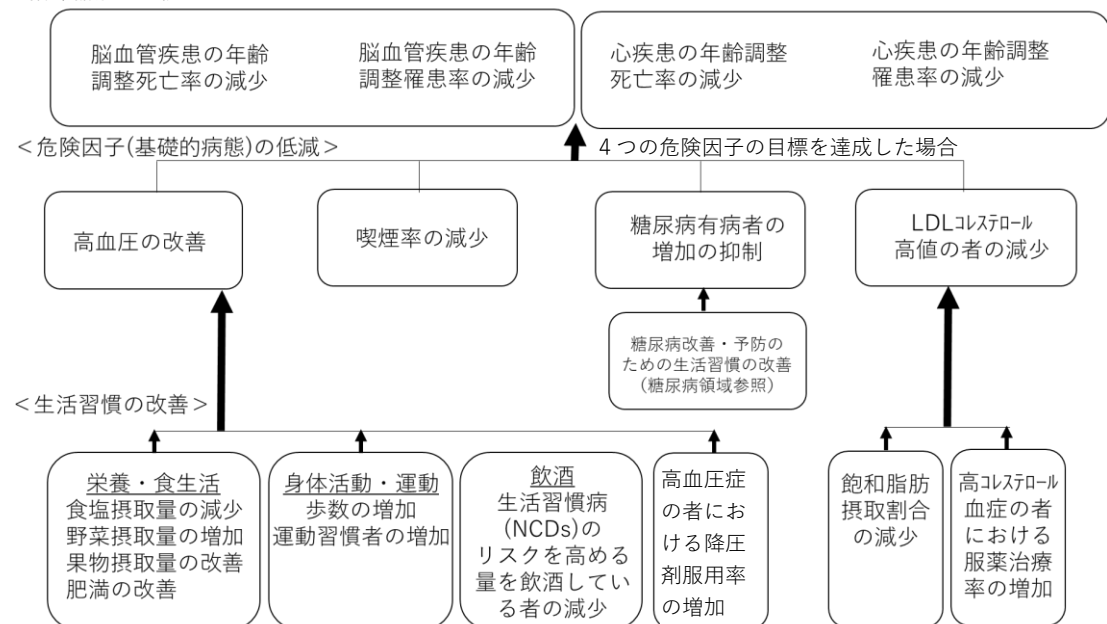 脳血管疾患の年齢
調整死亡率の減少
脳血管疾患の年齢
調整罹患率の減少
心疾患の年齢調整
死亡率の減少
心疾患の年齢調整
罹患率の減少
＜危険因子(基礎的病態)の低減＞
4つの危険因子の目標を達成した場合
高血圧の改善
喫煙率の減少
糖尿病有病者の
増加の抑制
LDLｺﾚｽﾃﾛｰﾙ
高値の者の減少
糖尿病改善・予防の
ための生活習慣の改善
(糖尿病領域参照)
＜生活習慣の改善＞
栄養・食生活
食塩摂取量の減少
野菜摂取量の増加
果物摂取量の改善
肥満の改善
身体活動・運動
歩数の増加
運動習慣者の増加
飲酒
生活習慣病
(NCDs)の
リスクを高める
量を飲酒してい
る者の減少
高血圧症
の者にお
ける降圧
剤服用率
の増加
飽和脂肪
摂取割合
の減少
高ｺﾚｽﾃﾛｰﾙ
血症の者
における
服薬治療
率の増加